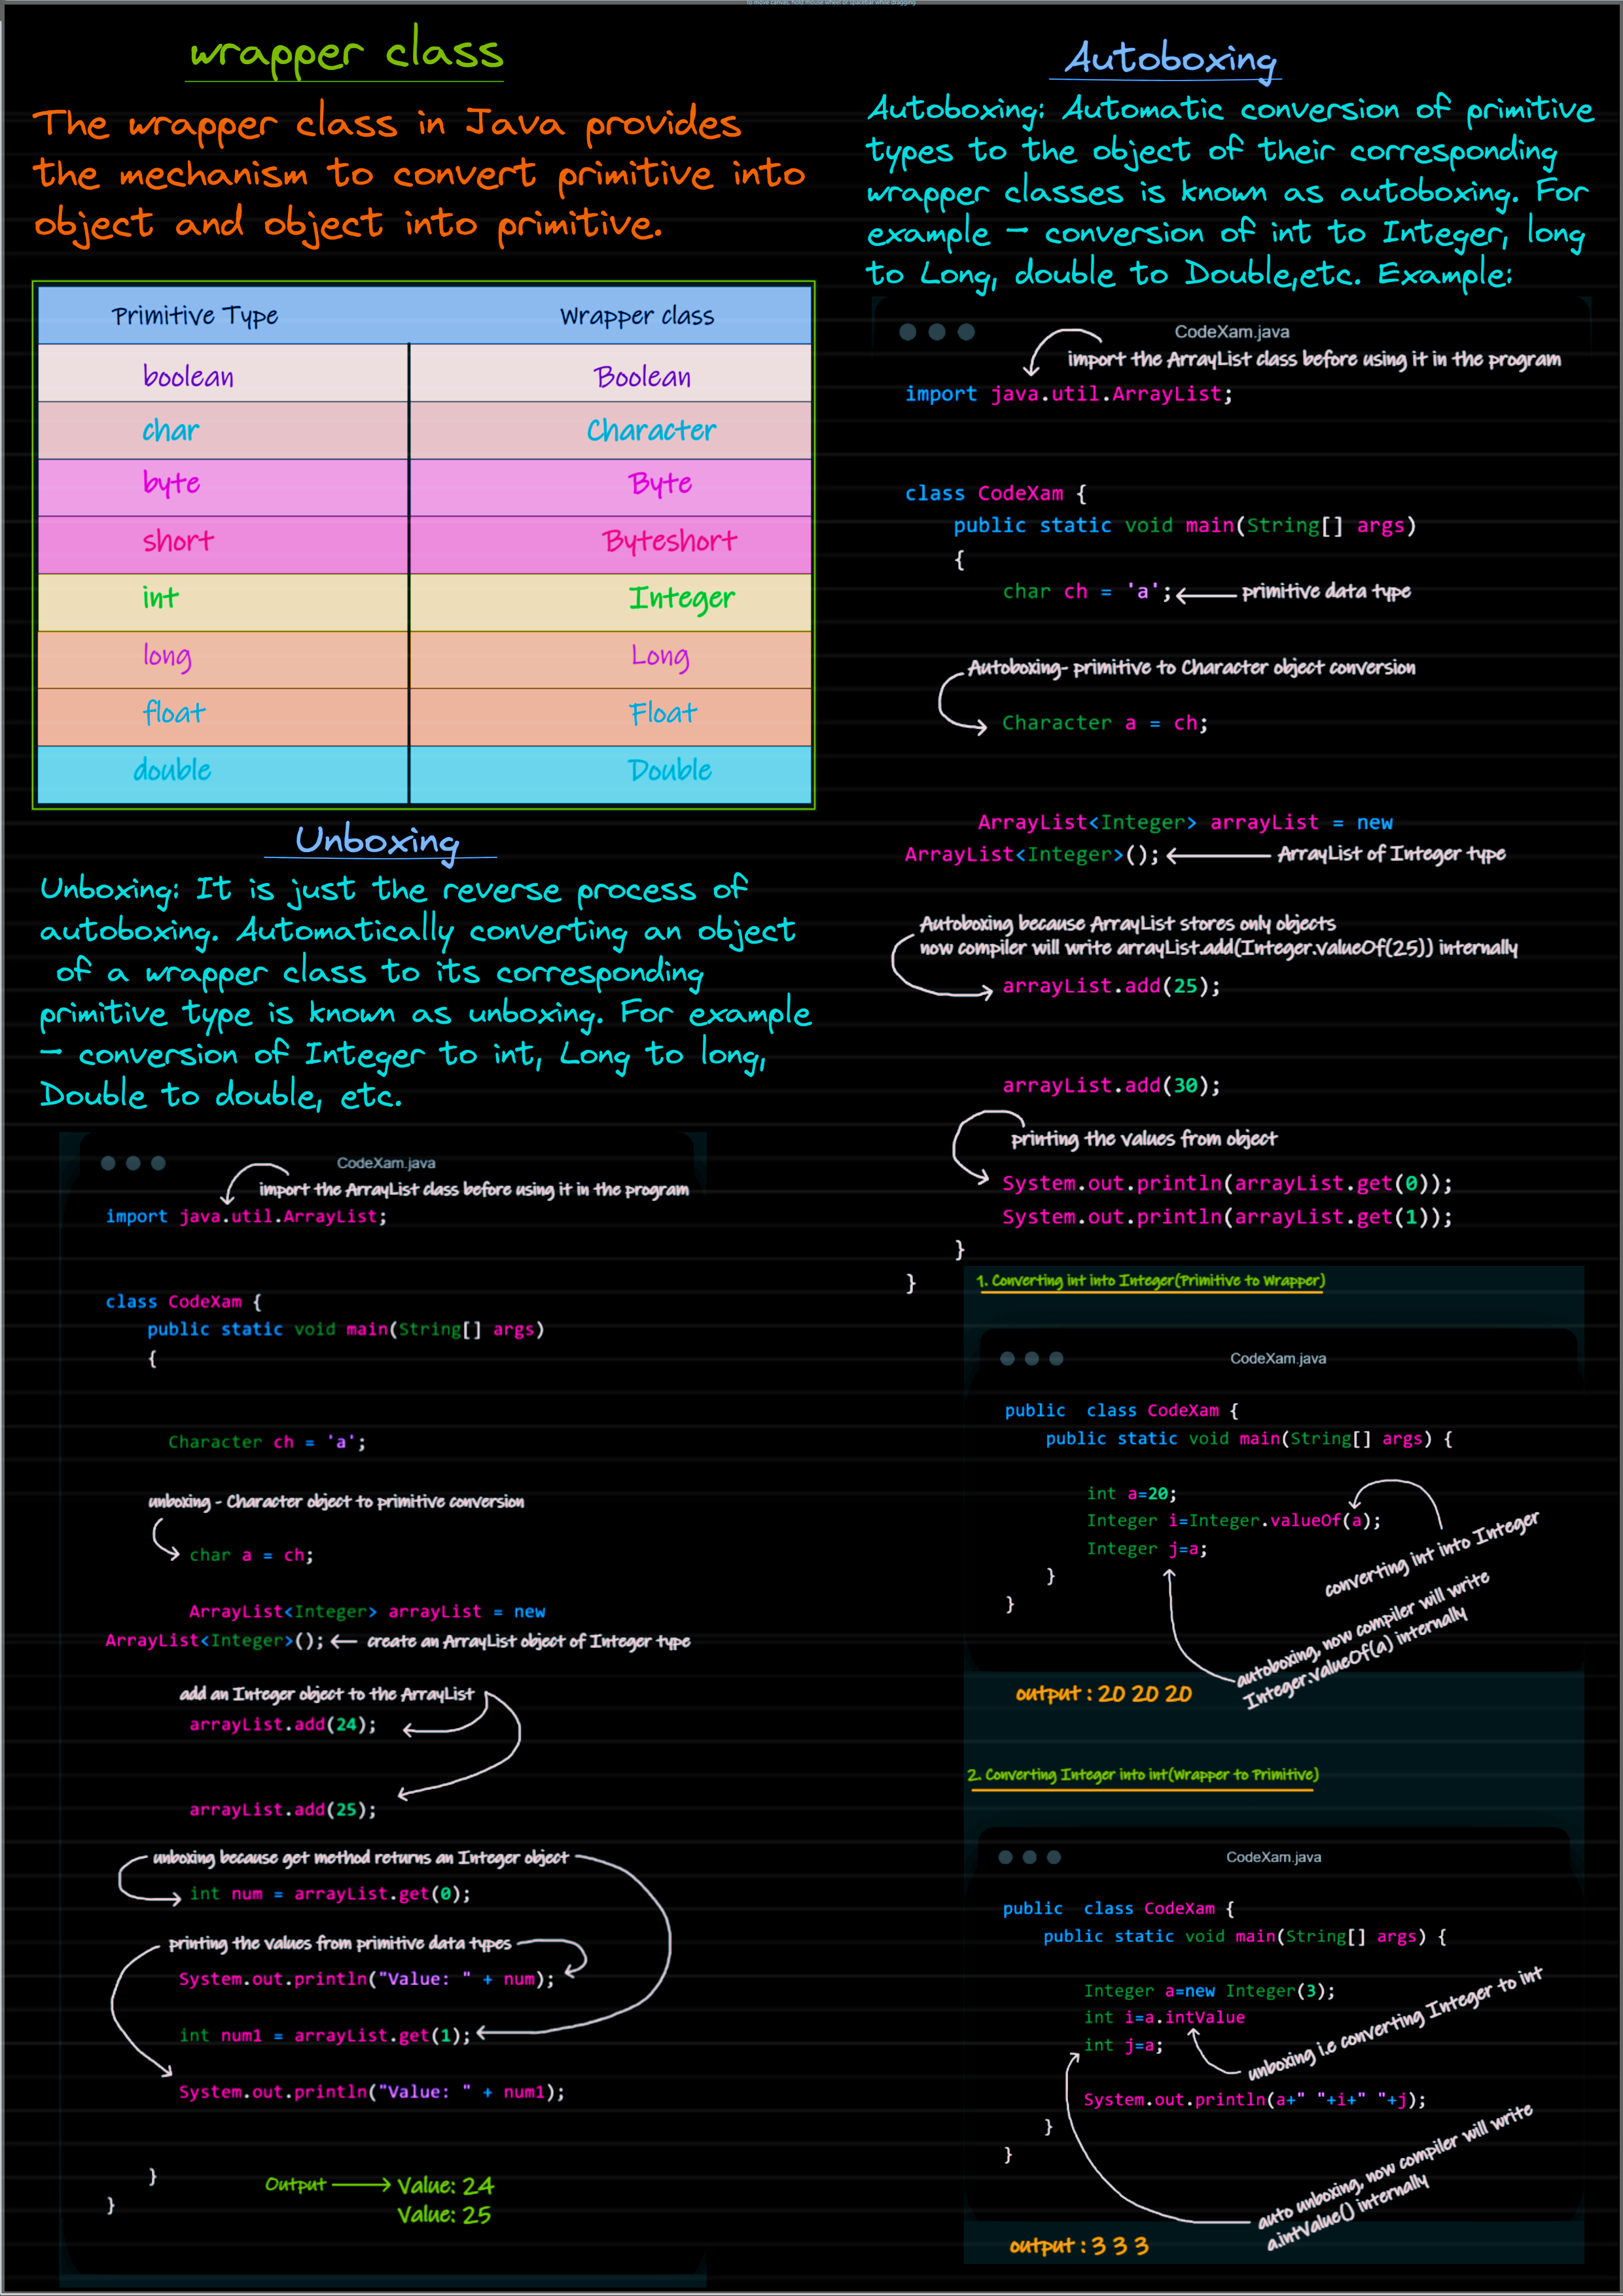 To move canvas, hold mouse wheel or spacebar while dragging
wrapper class
The wrapper class in Java provides
the mechanism to convert primitive into
object and object into primitive.
Primitive Type Wrapper class
boolean Boolean
char Character
byte Byte
short Byteshort
int Integer
long Long
float Float
double Double
Unboxing
Unboxing: It is just the reverse process of
autoboxing. Automatically converting an object
of a wrapper class to its corresponding
primitive type is known as unboxing. For example
– conversion of Integer to int, Long to long,
Double to double, etc.
CodeXam.java
import the ArrayList class before using it in the program
import java.util.ArrayList;
class CodeXam {
public static void main(String[] args)
{
Character ch = 'a';
unboxing - Character object to primitive conversion
char a = ch;
ArrayList<Integer> arrayList = new
ArrayList<Integer>(); create an ArrayList object of Integer type
add an Integer object to the ArrayList
arrayList.add(24);
arrayList.add(25);
unboxing because get method returns an Integer object
int num = arrayList.get(0);
printing the values from primitive data types
System.out.println("Value: " + num);
int num1 = arrayList.get(1);
System.out.println("Value: " + num1);
}
}
Output Value: 24
Value: 25
Autoboxing
Autoboxing: Automatic conversion of primitive
types to the object of their corresponding
wrapper classes is known as autoboxing. For
example – conversion of int to Integer, long
to Long, double to Double,etc. Example:
CodeXam.java
import the ArrayList class before using it in the program
import java.util.ArrayList;
class CodeXam {
public static void main(String[] args)
{
char ch = 'a'; primitive data type
Autoboxing- primitive to Character object conversion
Character a = ch;
ArrayList<Integer> arrayList = new
ArrayList<Integer>(); ArrayList of Integer type
Autoboxing because ArrayList stores only objects
now compiler will write arrayList.add(Integer.valueOf(25)) internally
arrayList.add(25);
arrayList.add(30);
printing the values from object
System.out.println(arrayList.get(0));
System.out.println(arrayList.get(1));
}
}
1. Converting int into Integer(Primitive to Wrapper)
CodeXam.java
public class CodeXam {
public static void main(String[] args) {
int a=20;
Integer i=Integer.valueOf(a);
Integer j=a;
}
}
converting int into Integer
autoboxing, now compiler will write
Integer.valueOf(a) internally
output : 20 20 20
2. Converting Integer into int(Wrapper to Primitive)
CodeXam.java
public class CodeXam {
public static void main(String[] args) {
Integer a=new Integer(3);
int i=a.intValue
int j=a;
unboxing i.e converting Integer to int
System.out.println(a+" "+i+" "+j);
}
}
auto unboxing, now compiler will write
a.intValue() internally
output : 3 3 3